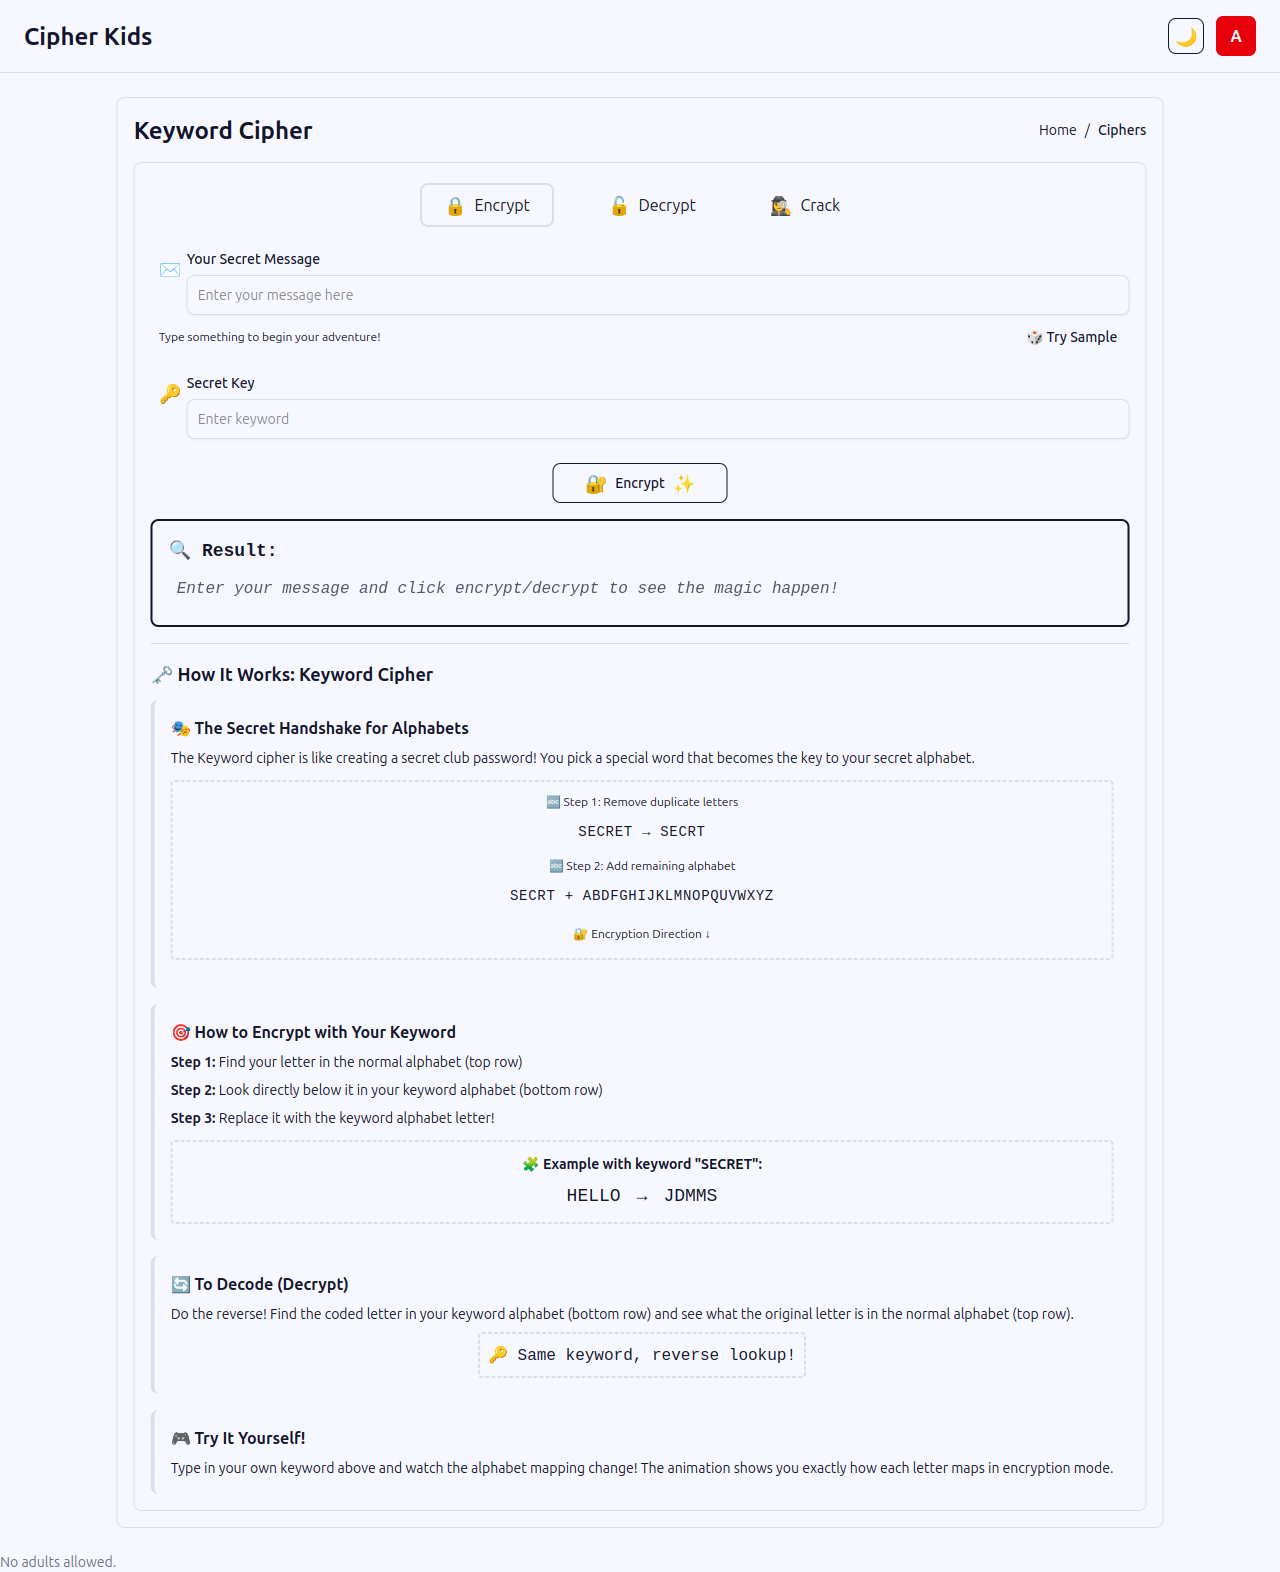 Cipher Kids
🌙 A
Keyword Cipher
Home / Ciphers
🔒 Encrypt 🔓 Decrypt 🕵️ Crack
✉️ Your Secret Message
Enter your message here
Type something to begin your adventure! 🎲 Try Sample
🔑 Secret Key
Enter keyword
🔐 Encrypt ✨
🔍 Result:
Enter your message and click encrypt/decrypt to see the magic happen!
🗝️ How It Works: Keyword Cipher
🎭 The Secret Handshake for Alphabets
The Keyword cipher is like creating a secret club password! You pick a special word that becomes the key to your secret alphabet.
🔤 Step 1: Remove duplicate letters
SECRET → SECRT
🔤 Step 2: Add remaining alphabet
SECRT + ABDFGHIJKLMNOPQUVWXYZ
🔐 Encryption Direction ↓
🎯 How to Encrypt with Your Keyword
Step 1: Find your letter in the normal alphabet (top row)
Step 2: Look directly below it in your keyword alphabet (bottom row)
Step 3: Replace it with the keyword alphabet letter!
🧩 Example with keyword "SECRET":
HELLO → JDMMS
🔄 To Decode (Decrypt)
Do the reverse! Find the coded letter in your keyword alphabet (bottom row) and see what the original letter is in the normal alphabet (top row).
🔑 Same keyword, reverse lookup!
🎮 Try It Yourself!
Type in your own keyword above and watch the alphabet mapping change! The animation shows you exactly how each letter maps in encryption mode.
No adults allowed.